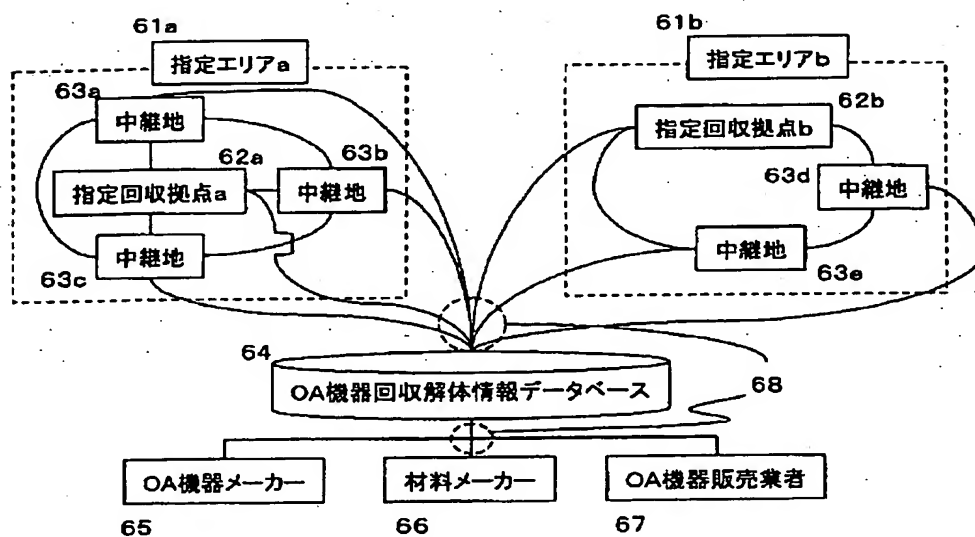 61a
指定エリアa
63a
中継地
62a
指定回収拠点a
63b
中継地
中継地
63c
61b
指定エリアb
62b
指定回収拠点b
63d
中継地
中継地
63e
64
OA機器回収解体情報データベース
68
OA機器メーカー
材料メーカー
OA機器販売業者
65
66
67